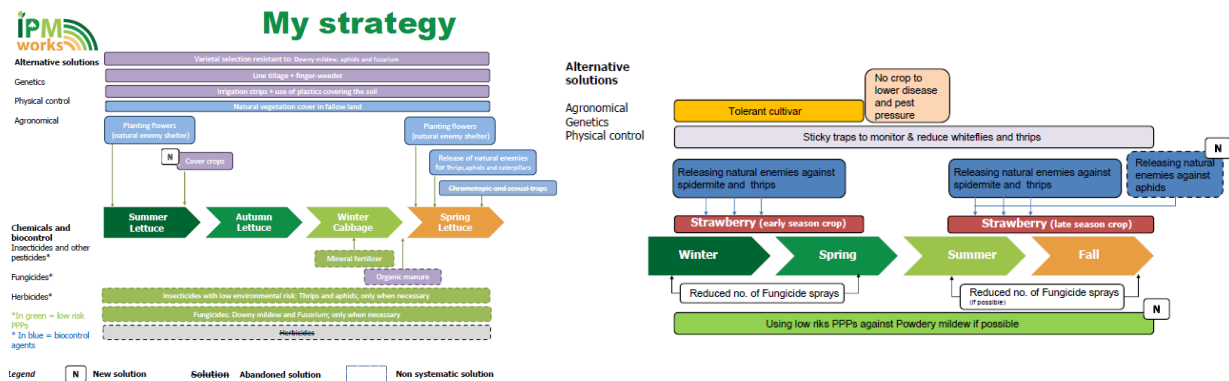 IPM
works
My strategy
Alternative solutions
Genetics
Physical control
Agronomical
Varietal selection resistant to: Downy mildew, aphids and fusarium
Line tillage + finger-weeder
Irrigation strips + use of plastics covering the soil
Natural vegetation cover in fallow land
Planting flowers
(natural enemy shelter)
N
Cover crops
Planting flowers
(natural enemy shelter)
Release of natural enemies
for thrips, aphids and caterpillars
Chromotopic and sexual traps
Summer
Lettuce
Autumn
Lettuce
Winter
Cabbage
Spring
Lettuce
Chemicals and
biocontrol
Insecticides and other
pesticides*
Fungicides*
Herbicides*
*In green = low risk
PPPs
* In blue = biocontrol
agents
Mineral fertilizer
Organic manure
Insecticides with low environmental risk: Thrips and aphids; only when necessary
Fungicides: Downy mildew and Fusarium; only when necessary
Herbicides
Legend
N
New solution
Solution
Abandoned solution
Non systematic solution
Alternative
solutions
Agronomical
Genetics
Physical control
Tolerant cultivar
No crop to
lower disease
and pest
pressure
Sticky traps to monitor & reduce whiteflies and thrips
N
Releasing natural enemies against
spidermite and thrips
Releasing natural enemies against
spidermite and thrips
Releasing natural
enemies against
aphids
Strawberry (early season crop)
Strawberry (late season crop)
Winter
Spring
Summer
Fall
Reduced no. of Fungicide sprays
Reduced no. of Fungicide sprays
(if possible)
N
Using low riks PPPs against Powdery mildew if possible